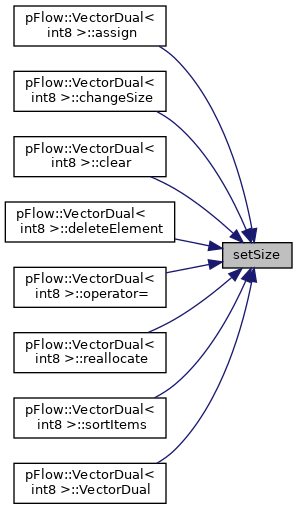 pFlow::VectorDual<
int8 >::assign
pFlow::VectorDual<
int8 >::changeSize
pFlow::VectorDual<
int8 >::clear
pFlow::VectorDual<
int8 >::deleteElement
setSize
pFlow::VectorDual<
int8 >::operator=
pFlow::VectorDual<
int8 >::reallocate
pFlow::VectorDual<
int8 >::sortItems
pFlow::VectorDual<
int8 >::VectorDual